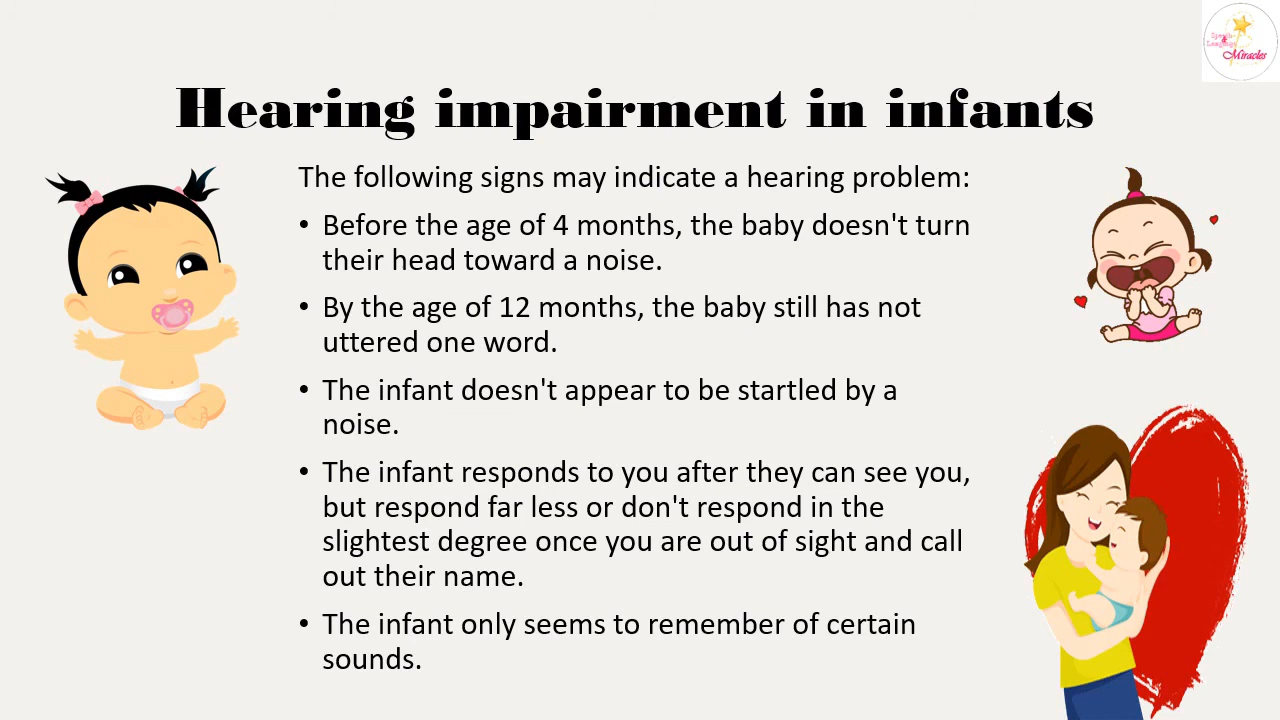 Speech
&
Language
Miracles
Hearing impairment in infants
The following signs may indicate a hearing problem:
• Before the age of 4 months, the baby doesn't turn
their head toward a noise.
• By the age of 12 months, the baby still has not
uttered one word.
• The infant doesn't appear to be startled by a
noise.
• The infant responds to you after they can see you,
but respond far less or don't respond in the
slightest degree once you are out of sight and call
out their name.
• The infant only seems to remember of certain
sounds.